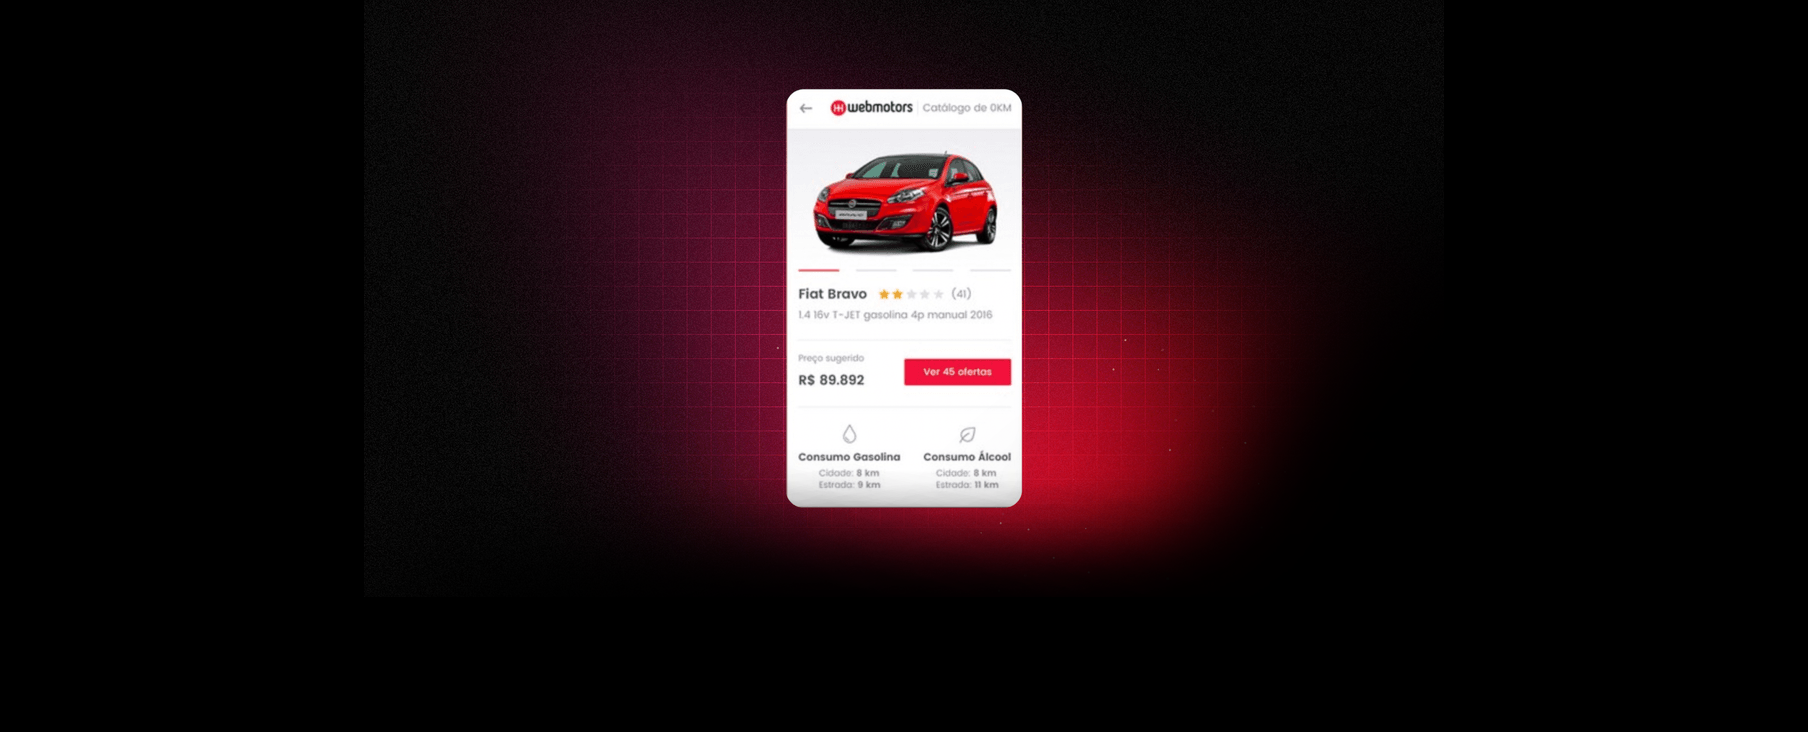 webmotors Catálogo de 0KM
Fiat Bravo (41)
1.4 16v T-JET gasolina 4p manual 2016
Preço sugerido
R$ 89.892
Ver 45 ofertas
Consumo Gasolina
Cidade: 8 km
Estrada: 9 km
Consumo Álcool
Cidade: 8 km
Estrada: 11 km